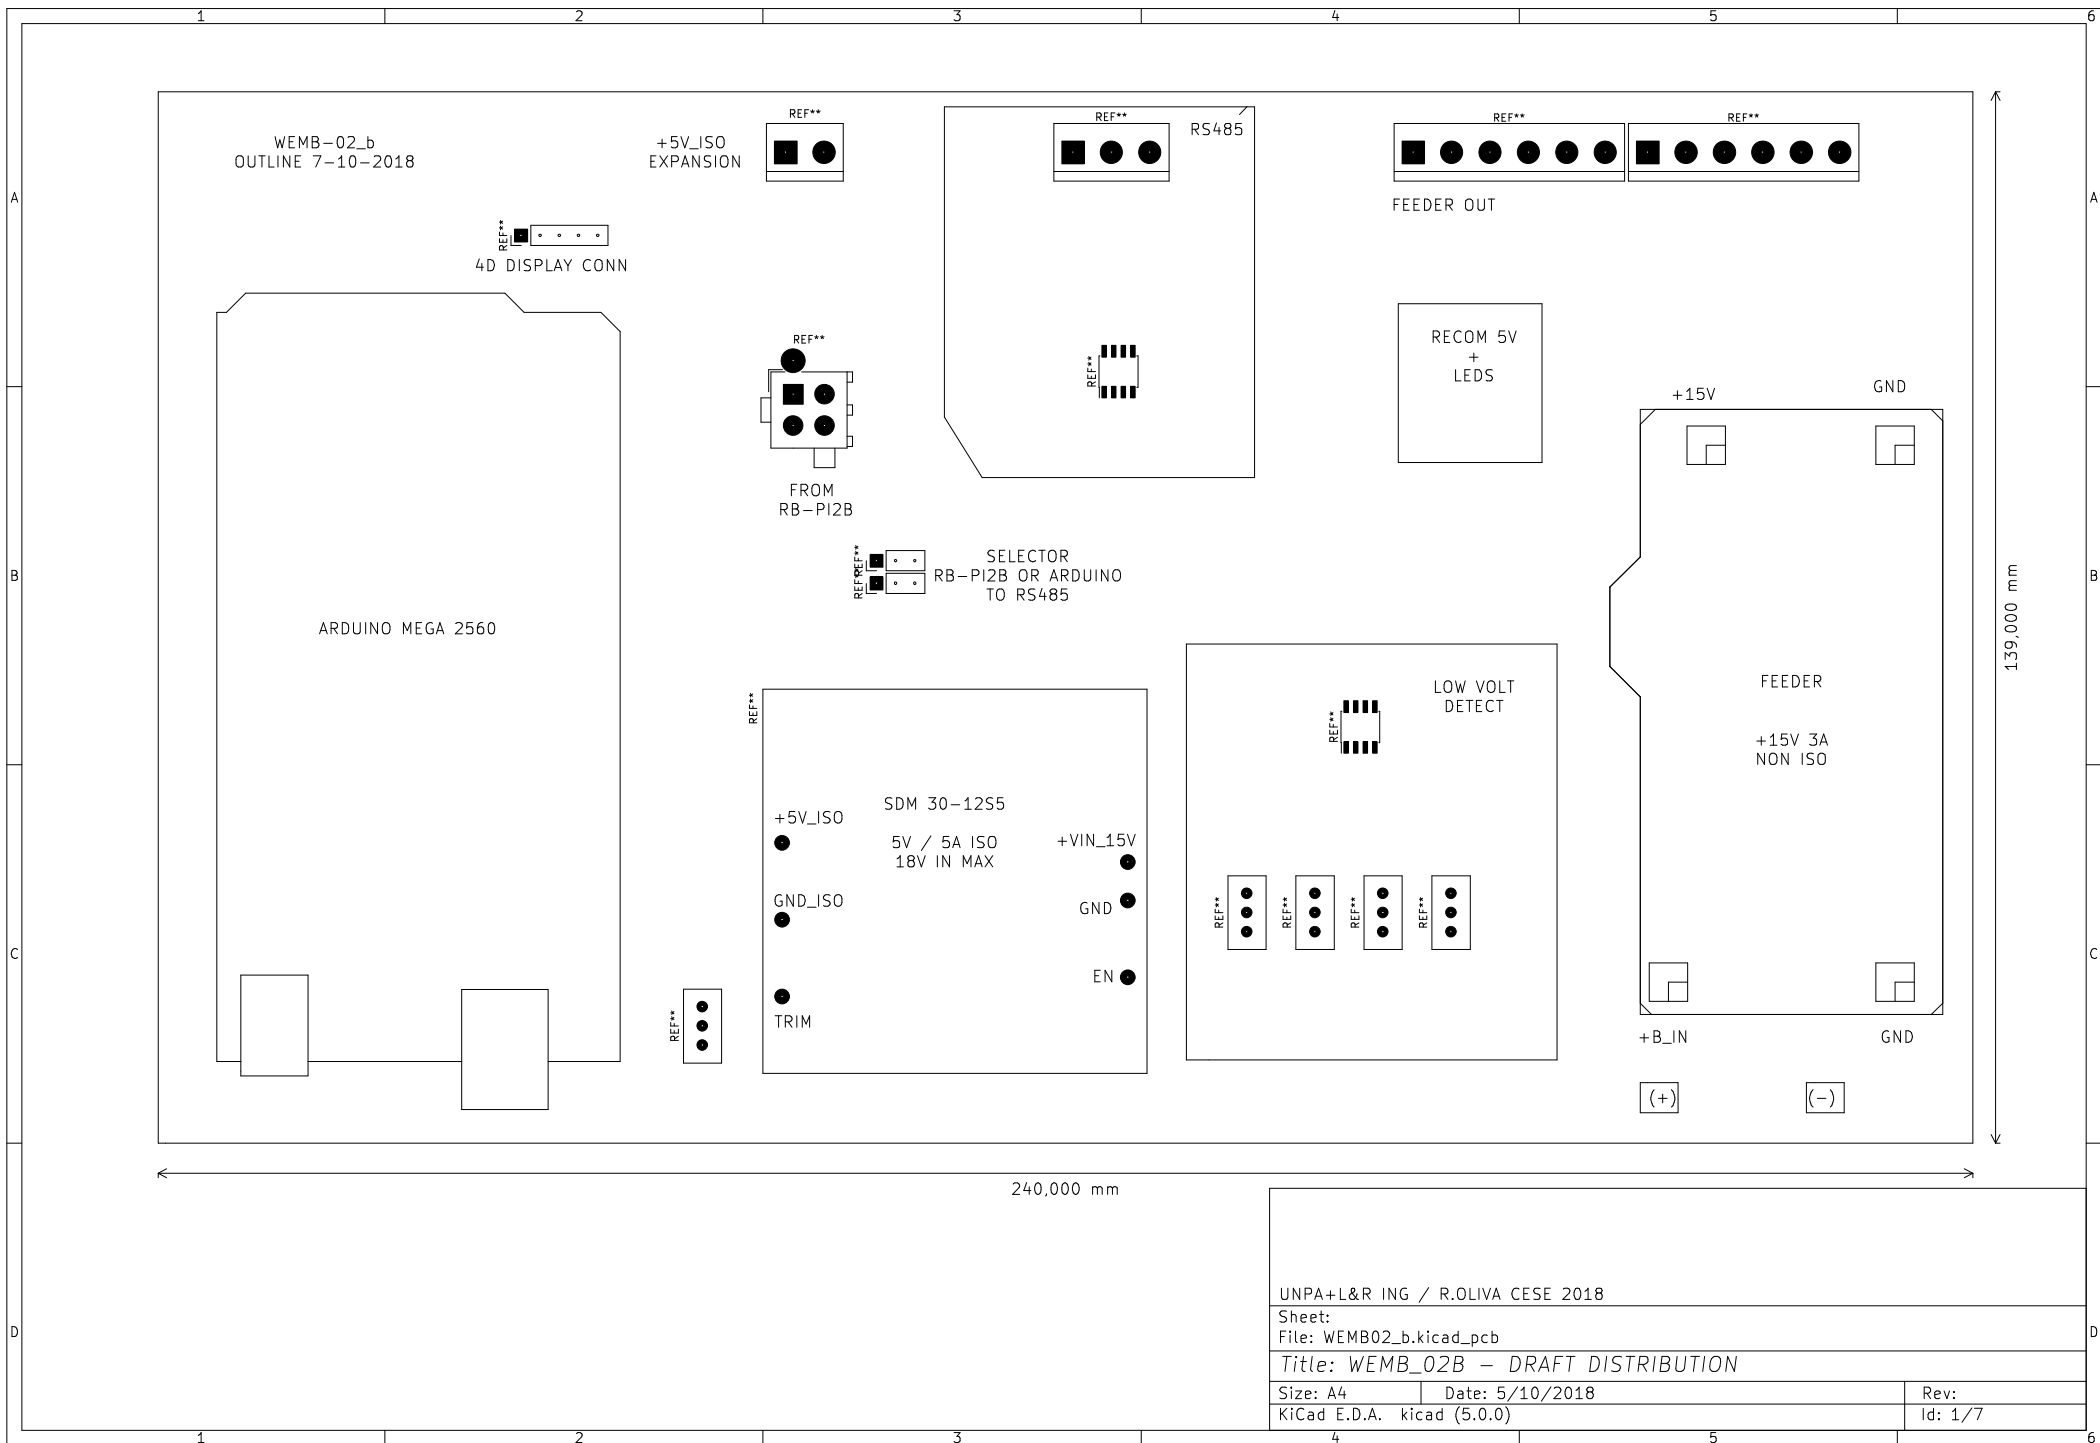 1 2 3 4 5 6
WEMB-02_b
OUTLINE 7-10-2018
+5V_ISO
EXPANSION
REF**
REF**
RS485
REF**
REF**
FEEDER OUT
A
A
REF**
4D DISPLAY CONN
REF**
REF**
RECOM 5V
+
LEDS
+15V
GND
FROM
RB-PI2B
REF**
REF**
SELECTOR
RB-PI2B OR ARDUINO
TO RS485
B
B
139,000 mm
ARDUINO MEGA 2560
REF**
LOW VOLT
DETECT
REF**
FEEDER
+15V 3A
NON ISO
SDM 30-12S5
5V / 5A ISO
18V IN MAX
+5V_ISO
+VIN_15V
GND_ISO
GND
EN
TRIM
REF**
REF**
REF**
REF**
REF**
C
C
+B_IN
GND
(+)
(-)
240,000 mm
UNPA+L&R ING / R.OLIVA CESE 2018
Sheet:
File: WEMB02_b.kicad_pcb
D
D
Title: WEMB_02B - DRAFT DISTRIBUTION
Size: A4
Date: 5/10/2018
Rev:
KiCad E.D.A. kicad (5.0.0)
Id: 1/7
1 2 3 4 5 6